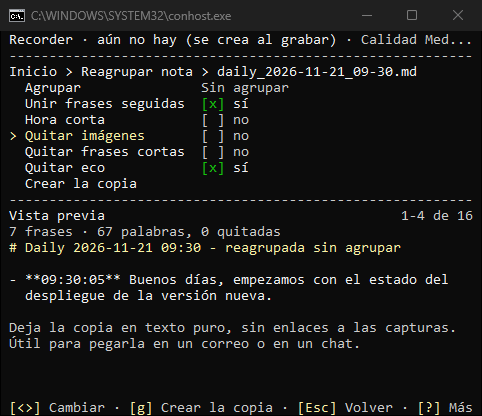 C:\WINDOWS\SYSTEM32\conhost.exe
Recorder · aún no hay (se crea al grabar) · Calidad Med...
Inicio > Reagrupar nota > daily_2026-11-21_09-30.md
Agrupar Sin agrupar
Unir frases seguidas [x] sí
Hora corta [ ] no
> Quitar imágenes [ ] no
Quitar frases cortas [ ] no
Quitar eco [x] sí
Crear la copia
Vista previa 1-4 de 16
7 frases · 67 palabras, 0 quitadas
# Daily 2026-11-21 09:30 - reagrupada sin agrupar
- **09:30:05** Buenos días, empezamos con el estado del
despliegue de la versión nueva.
Deja la copia en texto puro, sin enlaces a las capturas.
Útil para pegarla en un correo o en un chat.
[<>] Cambiar · [g] Crear la copia · [Esc] Volver · [?] Más